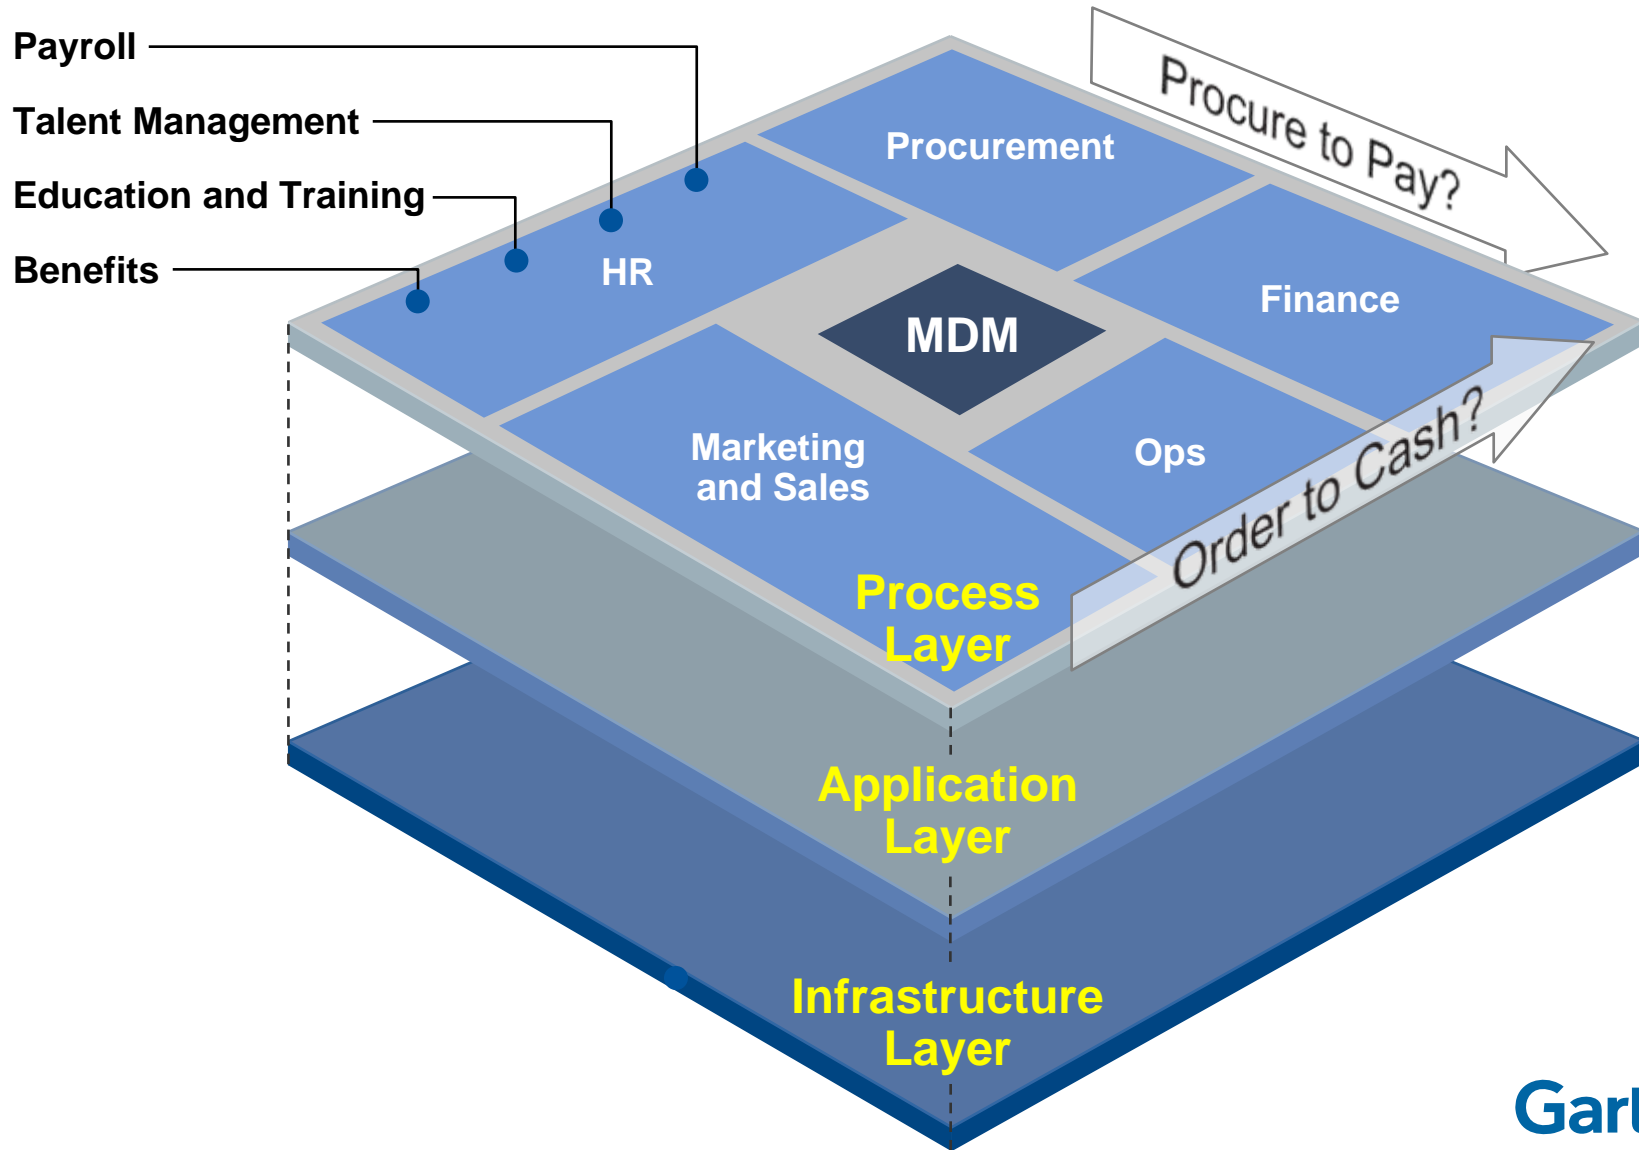 Payroll
Talent Management
Education and Training
Benefits
Procure to Pay?
Procurement
HR
Finance
MDM
Marketing
and Sales
Ops
Order to Cash?
Process
Layer
Application
Layer
Infrastructure
Layer